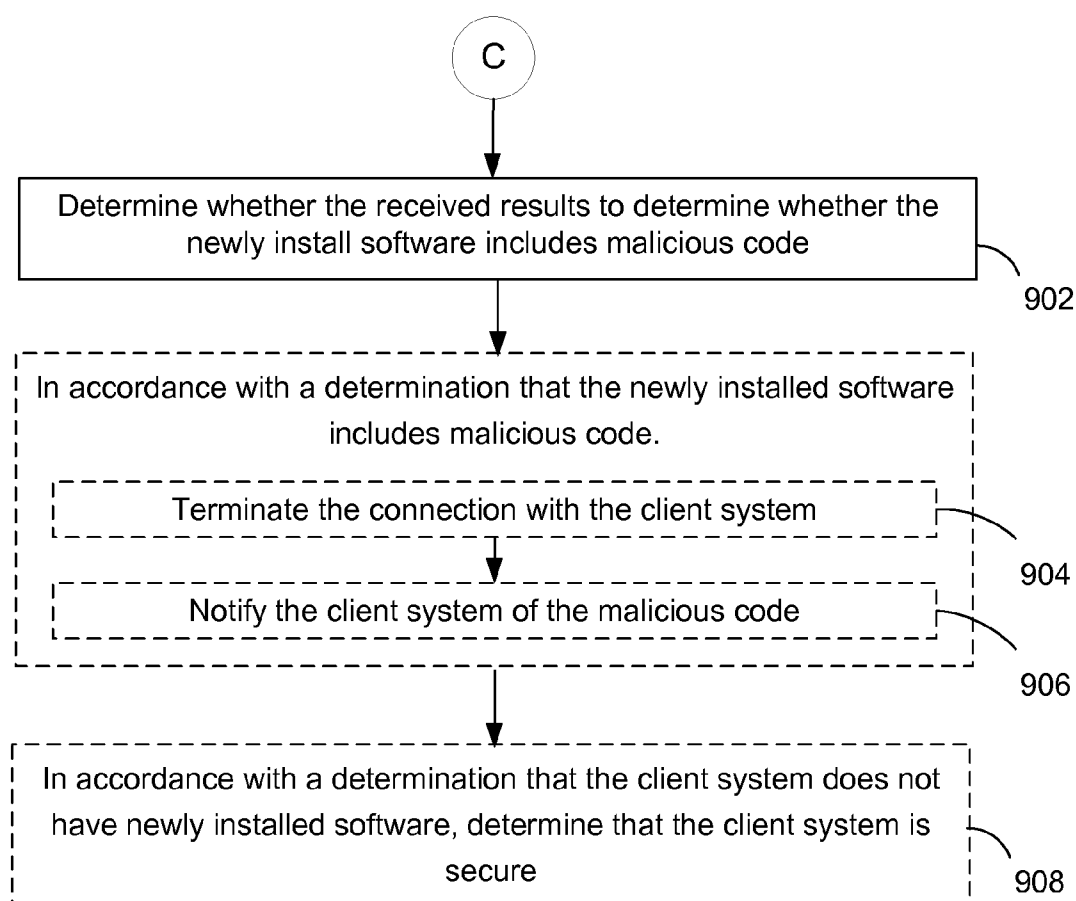 C
Determine whether the received results to determine whether the
newly install software includes malicious code
902
In accordance with a determination that the newly installed software
includes malicious code.
Terminate the connection with the client system
904
Notify the client system of the malicious code
906
In accordance with a determination that the client system does not
have newly installed software, determine that the client system is
secure
908